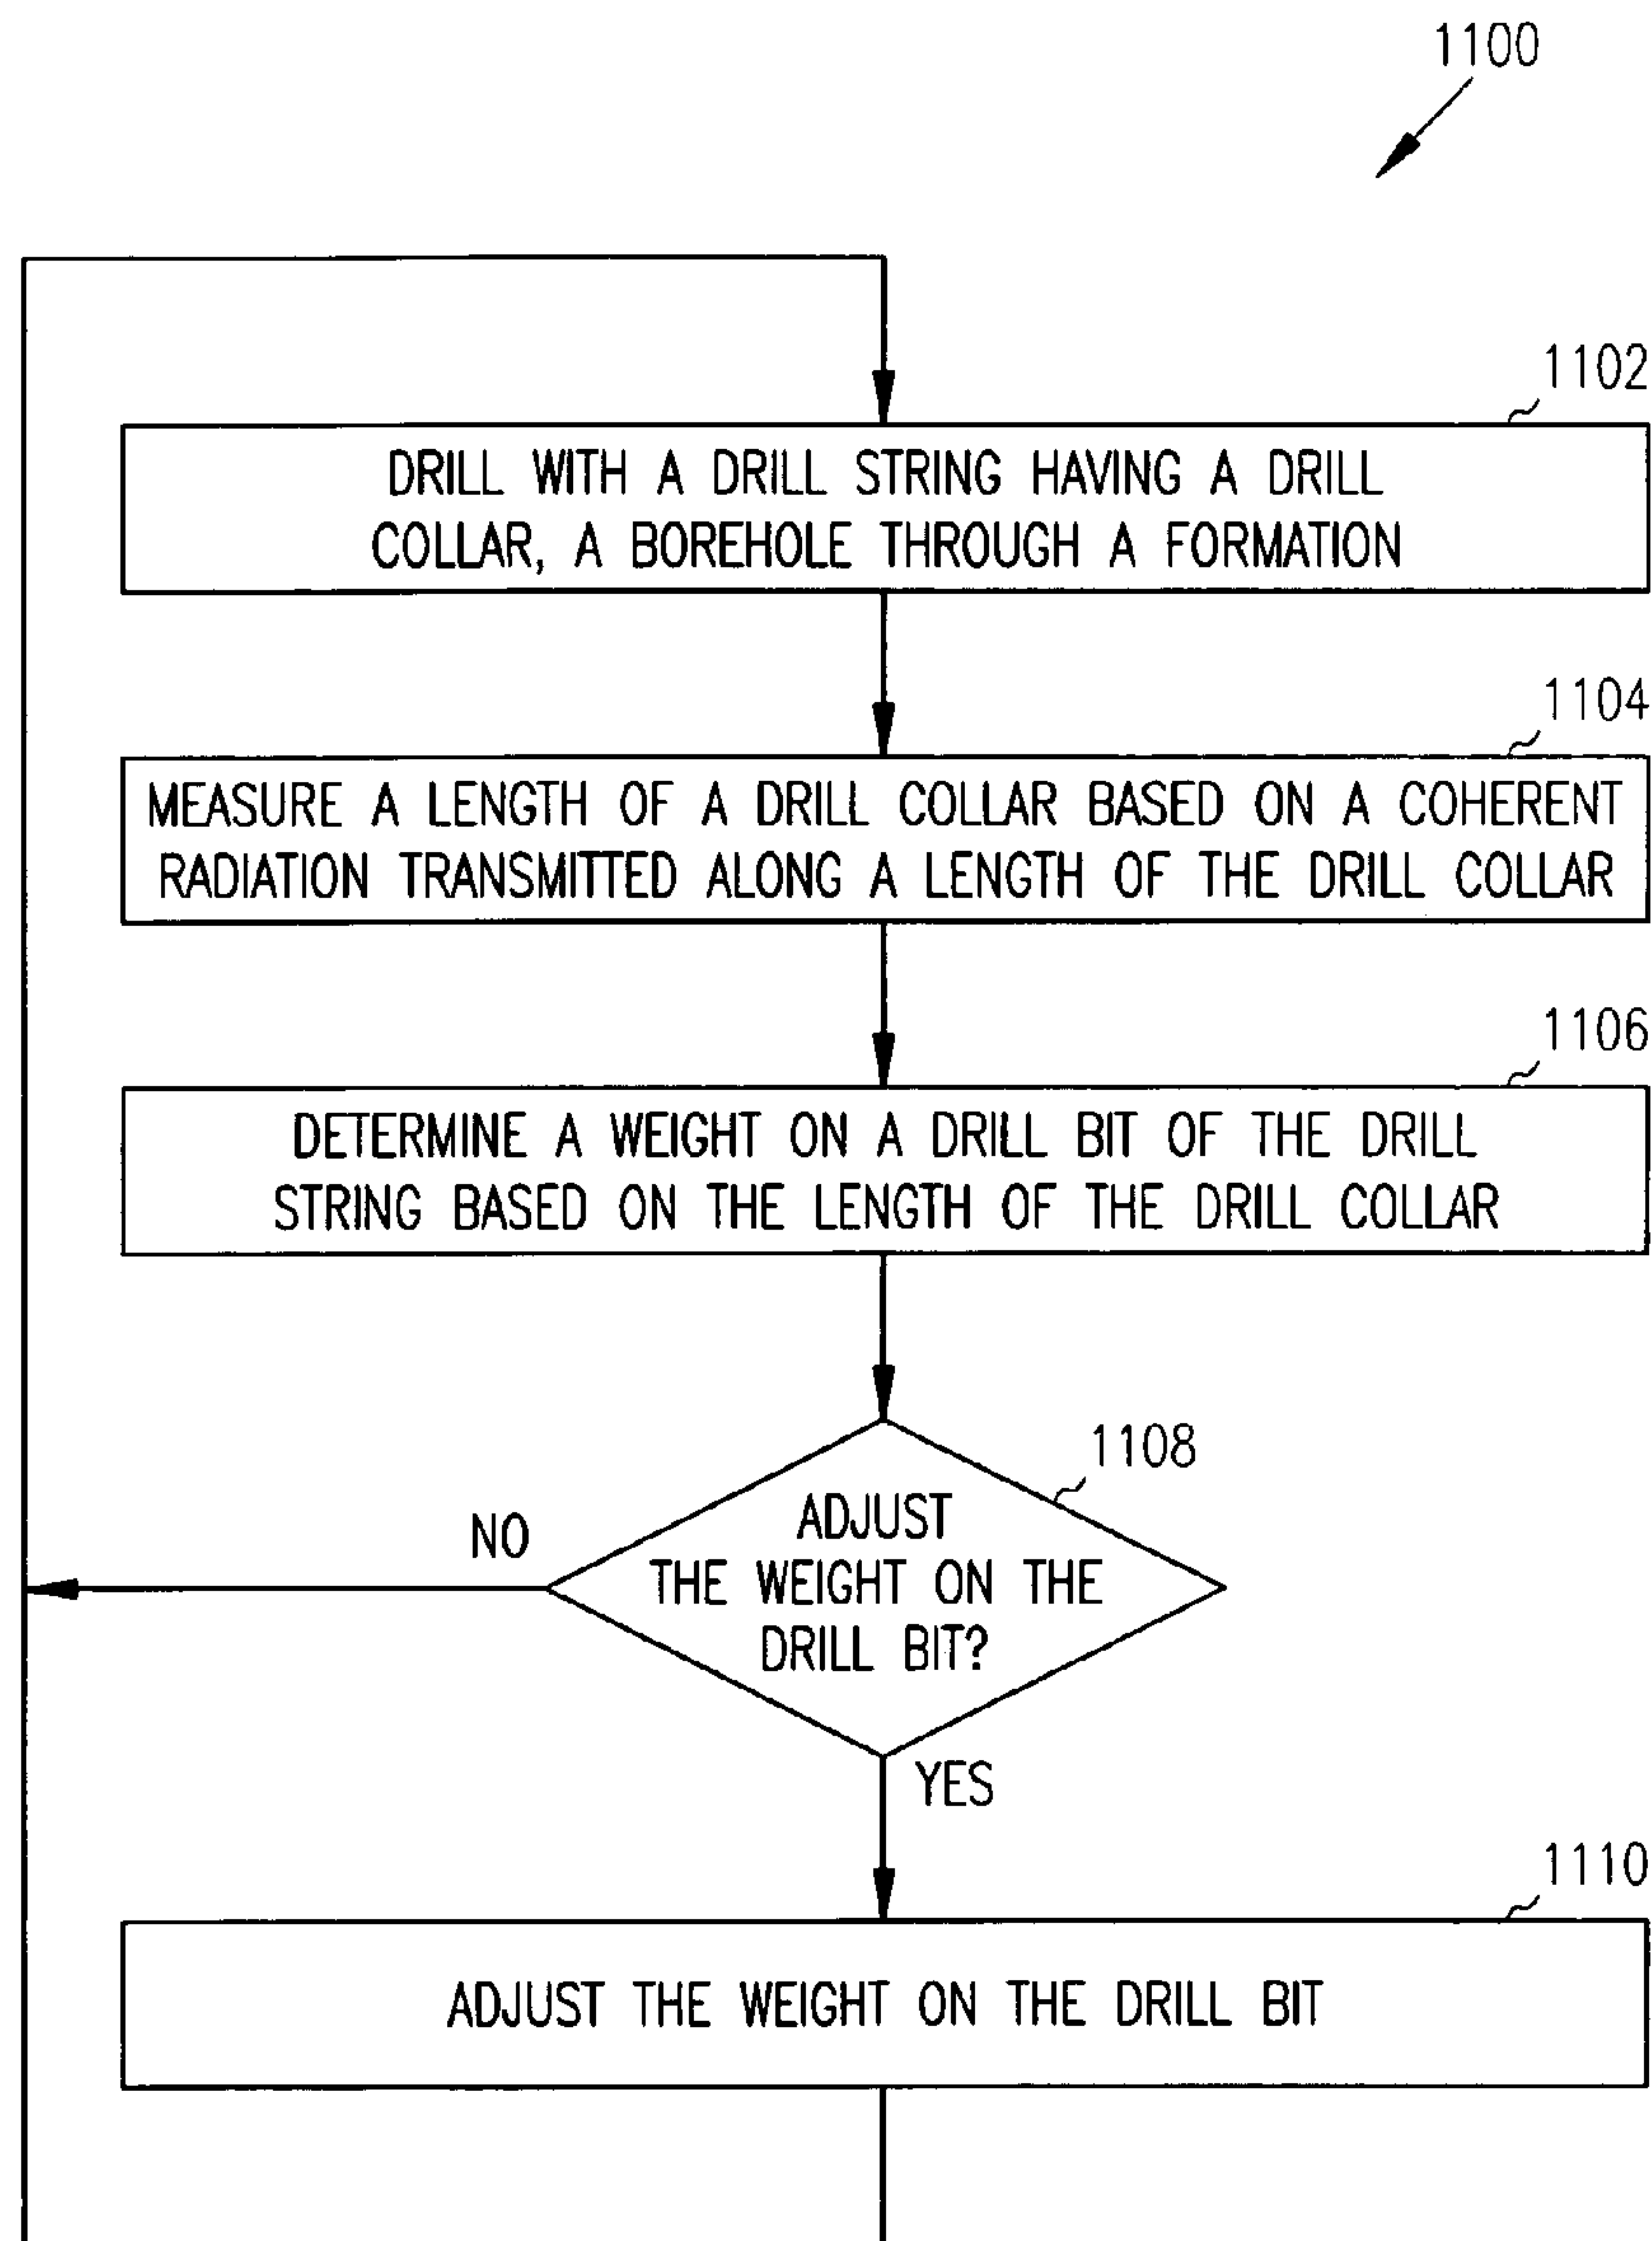 1100
1102
DRILL WITH A DRILL STRING HAVING A DRILL
COLLAR, A BOREHOLE THROUGH A FORMATION
1104
MEASURE A LENGTH OF A DRILL COLLAR BASED ON A COHERENT
RADIATION TRANSMITTED ALONG A LENGTH OF THE DRILL COLLAR
1106
DETERMINE A WEIGHT ON A DRILL BIT OF THE DRILL
STRING BASED ON THE LENGTH OF THE DRILL COLLAR
1108
NO
ADJUST
THE WEIGHT ON THE
DRILL BIT?
YES
1110
ADJUST THE WEIGHT ON THE DRILL BIT